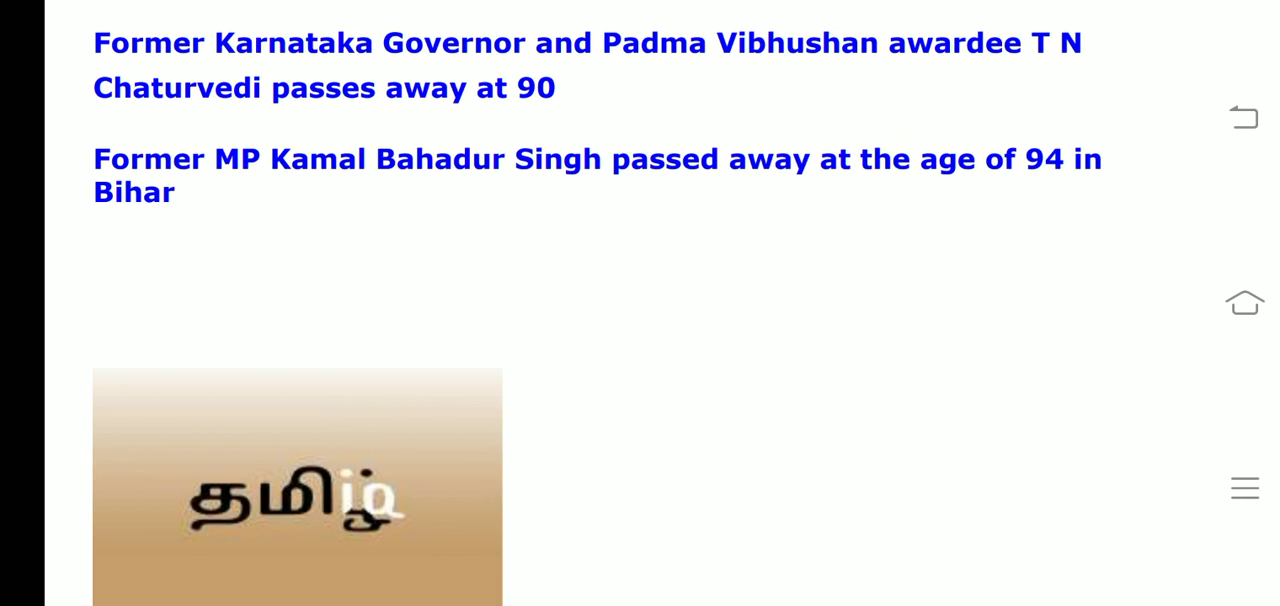 Former Karnataka Governor and Padma Vibhushan awardee T N
Chaturvedi passes away at 90
Former MP Kamal Bahadur Singh passed away at the age of 94 in
Bihar
தமிழ்